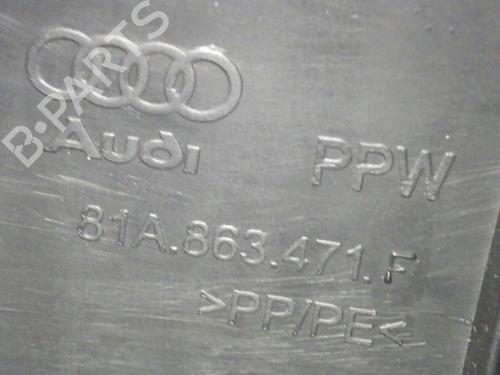 B-PARTS
Audi PPW
81A.863.471.F
>PP/PE<